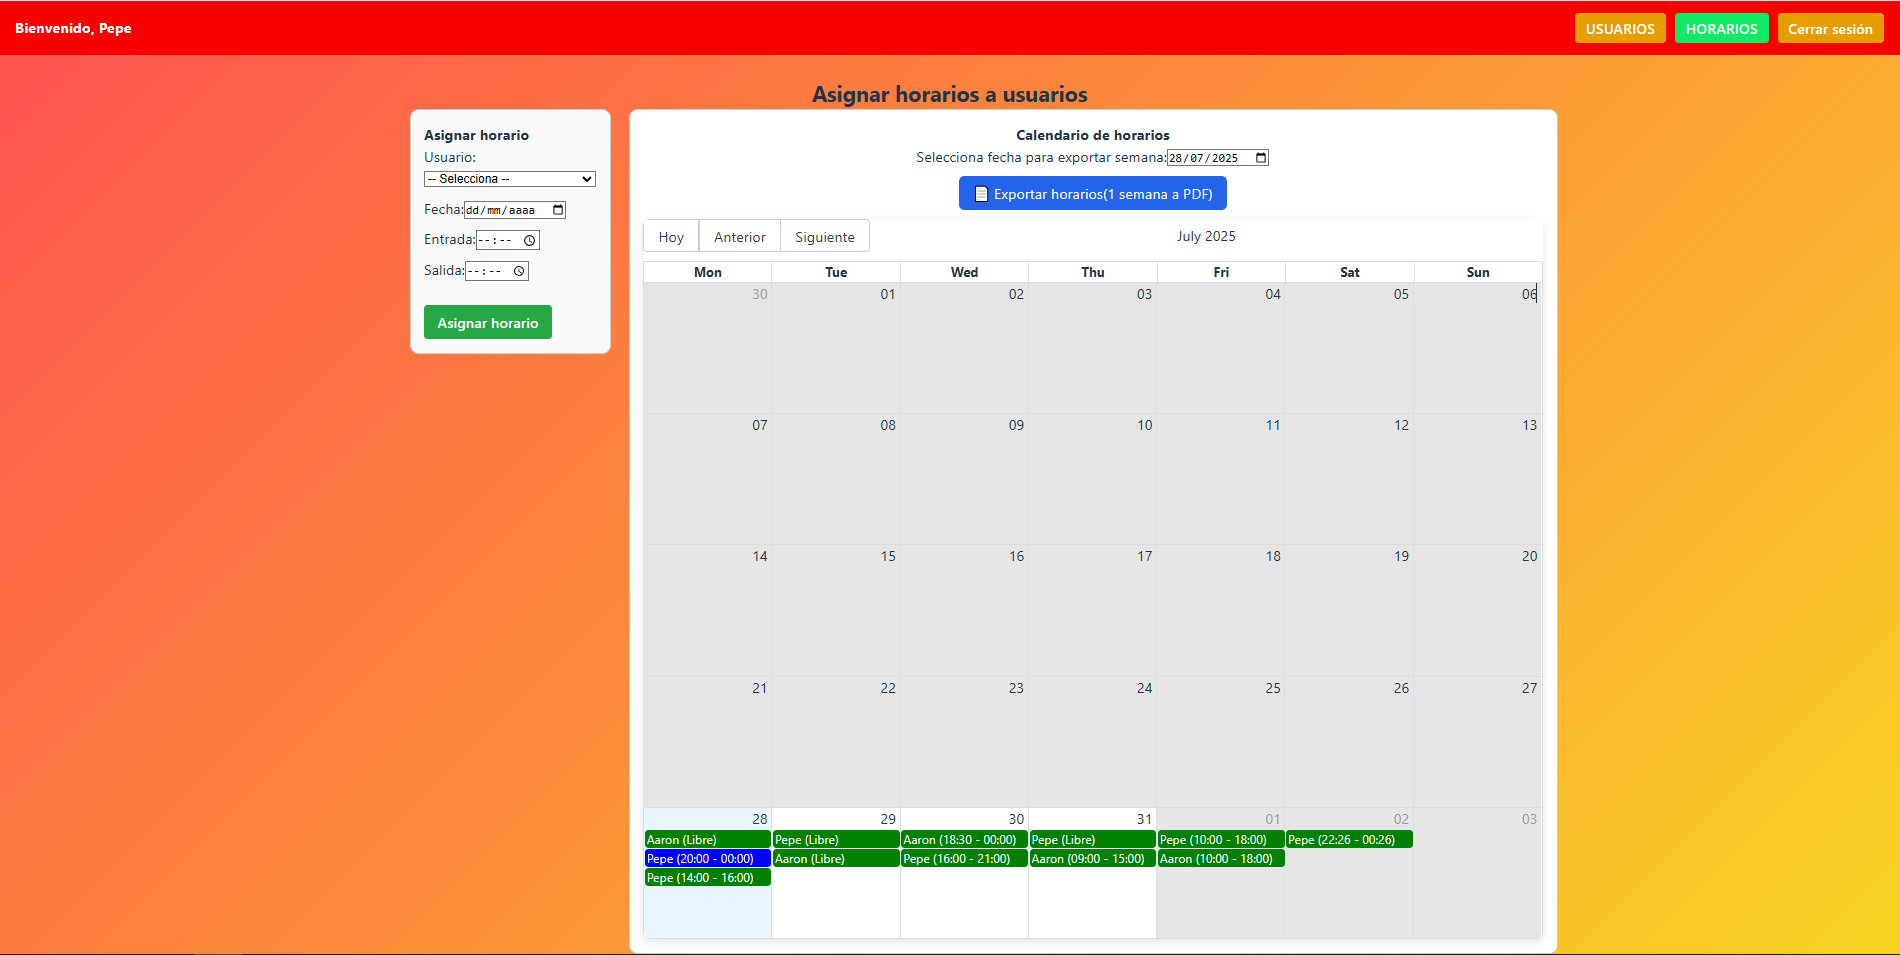 Bienvenido, Pepe
USUARIOS
HORARIOS
Cerrar sesión
Asignar horarios a usuarios
Asignar horario
Usuario:
-- Selecciona --
Fecha: dd/mm/aaaa
Entrada: --:--
Salida: --:--
Asignar horario
Calendario de horarios
Selecciona fecha para exportar semana: 28/07/2025
Exportar horarios(1 semana a PDF)
Hoy Anterior Siguiente July 2025
Mon Tue Wed Thu Fri Sat Sun
30 01 02 03 04 05 06
07 08 09 10 11 12 13
14 15 16 17 18 19 20
21 22 23 24 25 26 27
28 29 30 31 01 02 03
Aaron (Libre) Pepe (Libre) Aaron (18:30 - 00:00) Pepe (Libre) Pepe (10:00 - 18:00) Pepe (22:26 - 00:26)
Pepe (20:00 - 00:00) Aaron (Libre) Pepe (16:00 - 21:00) Aaron (09:00 - 15:00) Aaron (10:00 - 18:00)
Pepe (14:00 - 16:00)